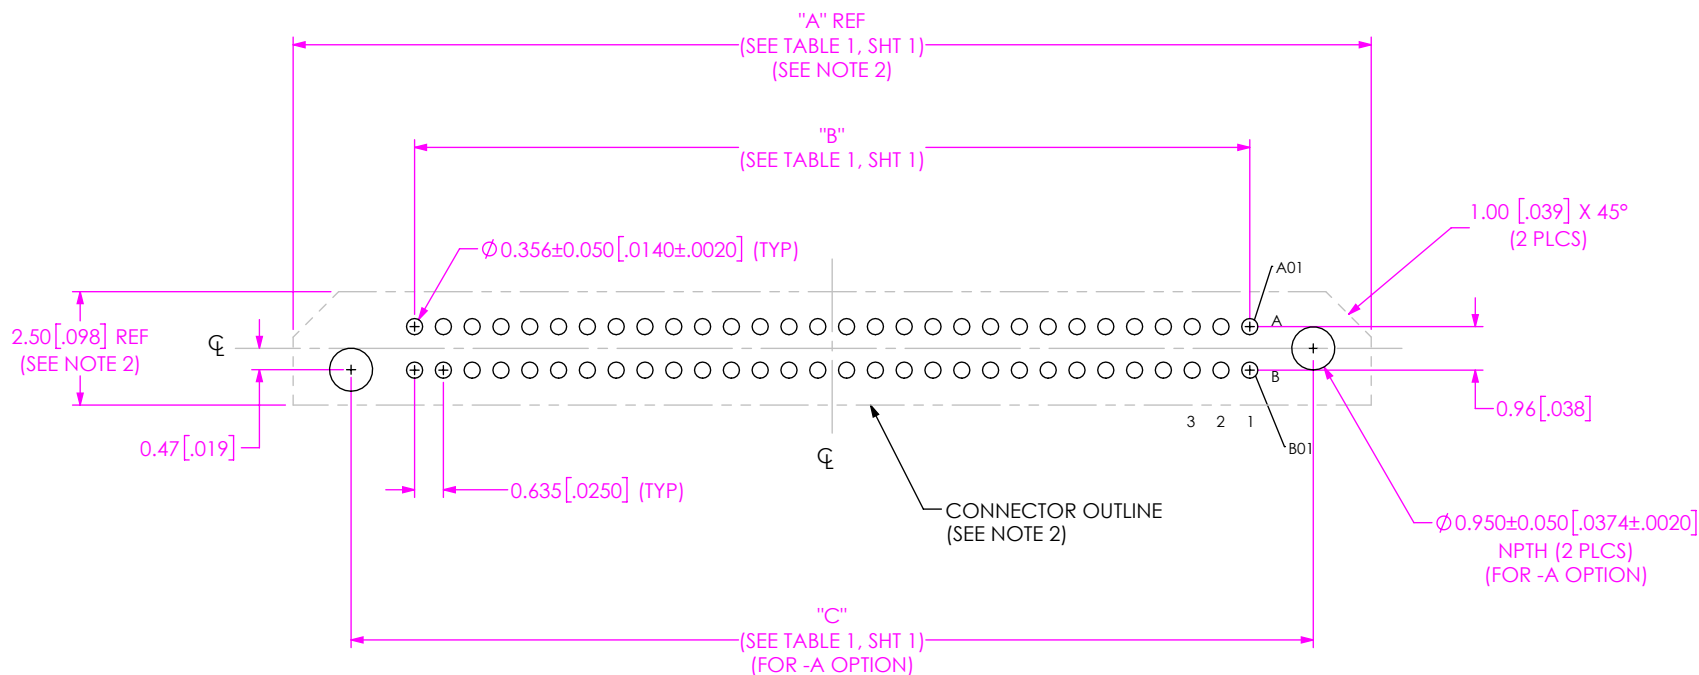 "A" REF
(SEE TABLE 1, SHT 1)
(SEE NOTE 2)
"B"
(SEE TABLE 1, SHT 1)
1.00 [.039] X 45°
(2 PLCS)
Ø0.356±0.050[.0140±.0020] (TYP)
A01
2.50[.098] REF
(SEE NOTE 2)
℄
A
B
0.96[.038]
3 2 1
0.47[.019]
B01
℄
0.635[.0250] (TYP)
CONNECTOR OUTLINE
(SEE NOTE 2)
Ø0.950±0.050[.0374±.0020]
NPTH (2 PLCS)
(FOR -A OPTION)
"C"
(SEE TABLE 1, SHT 1)
(FOR -A OPTION)